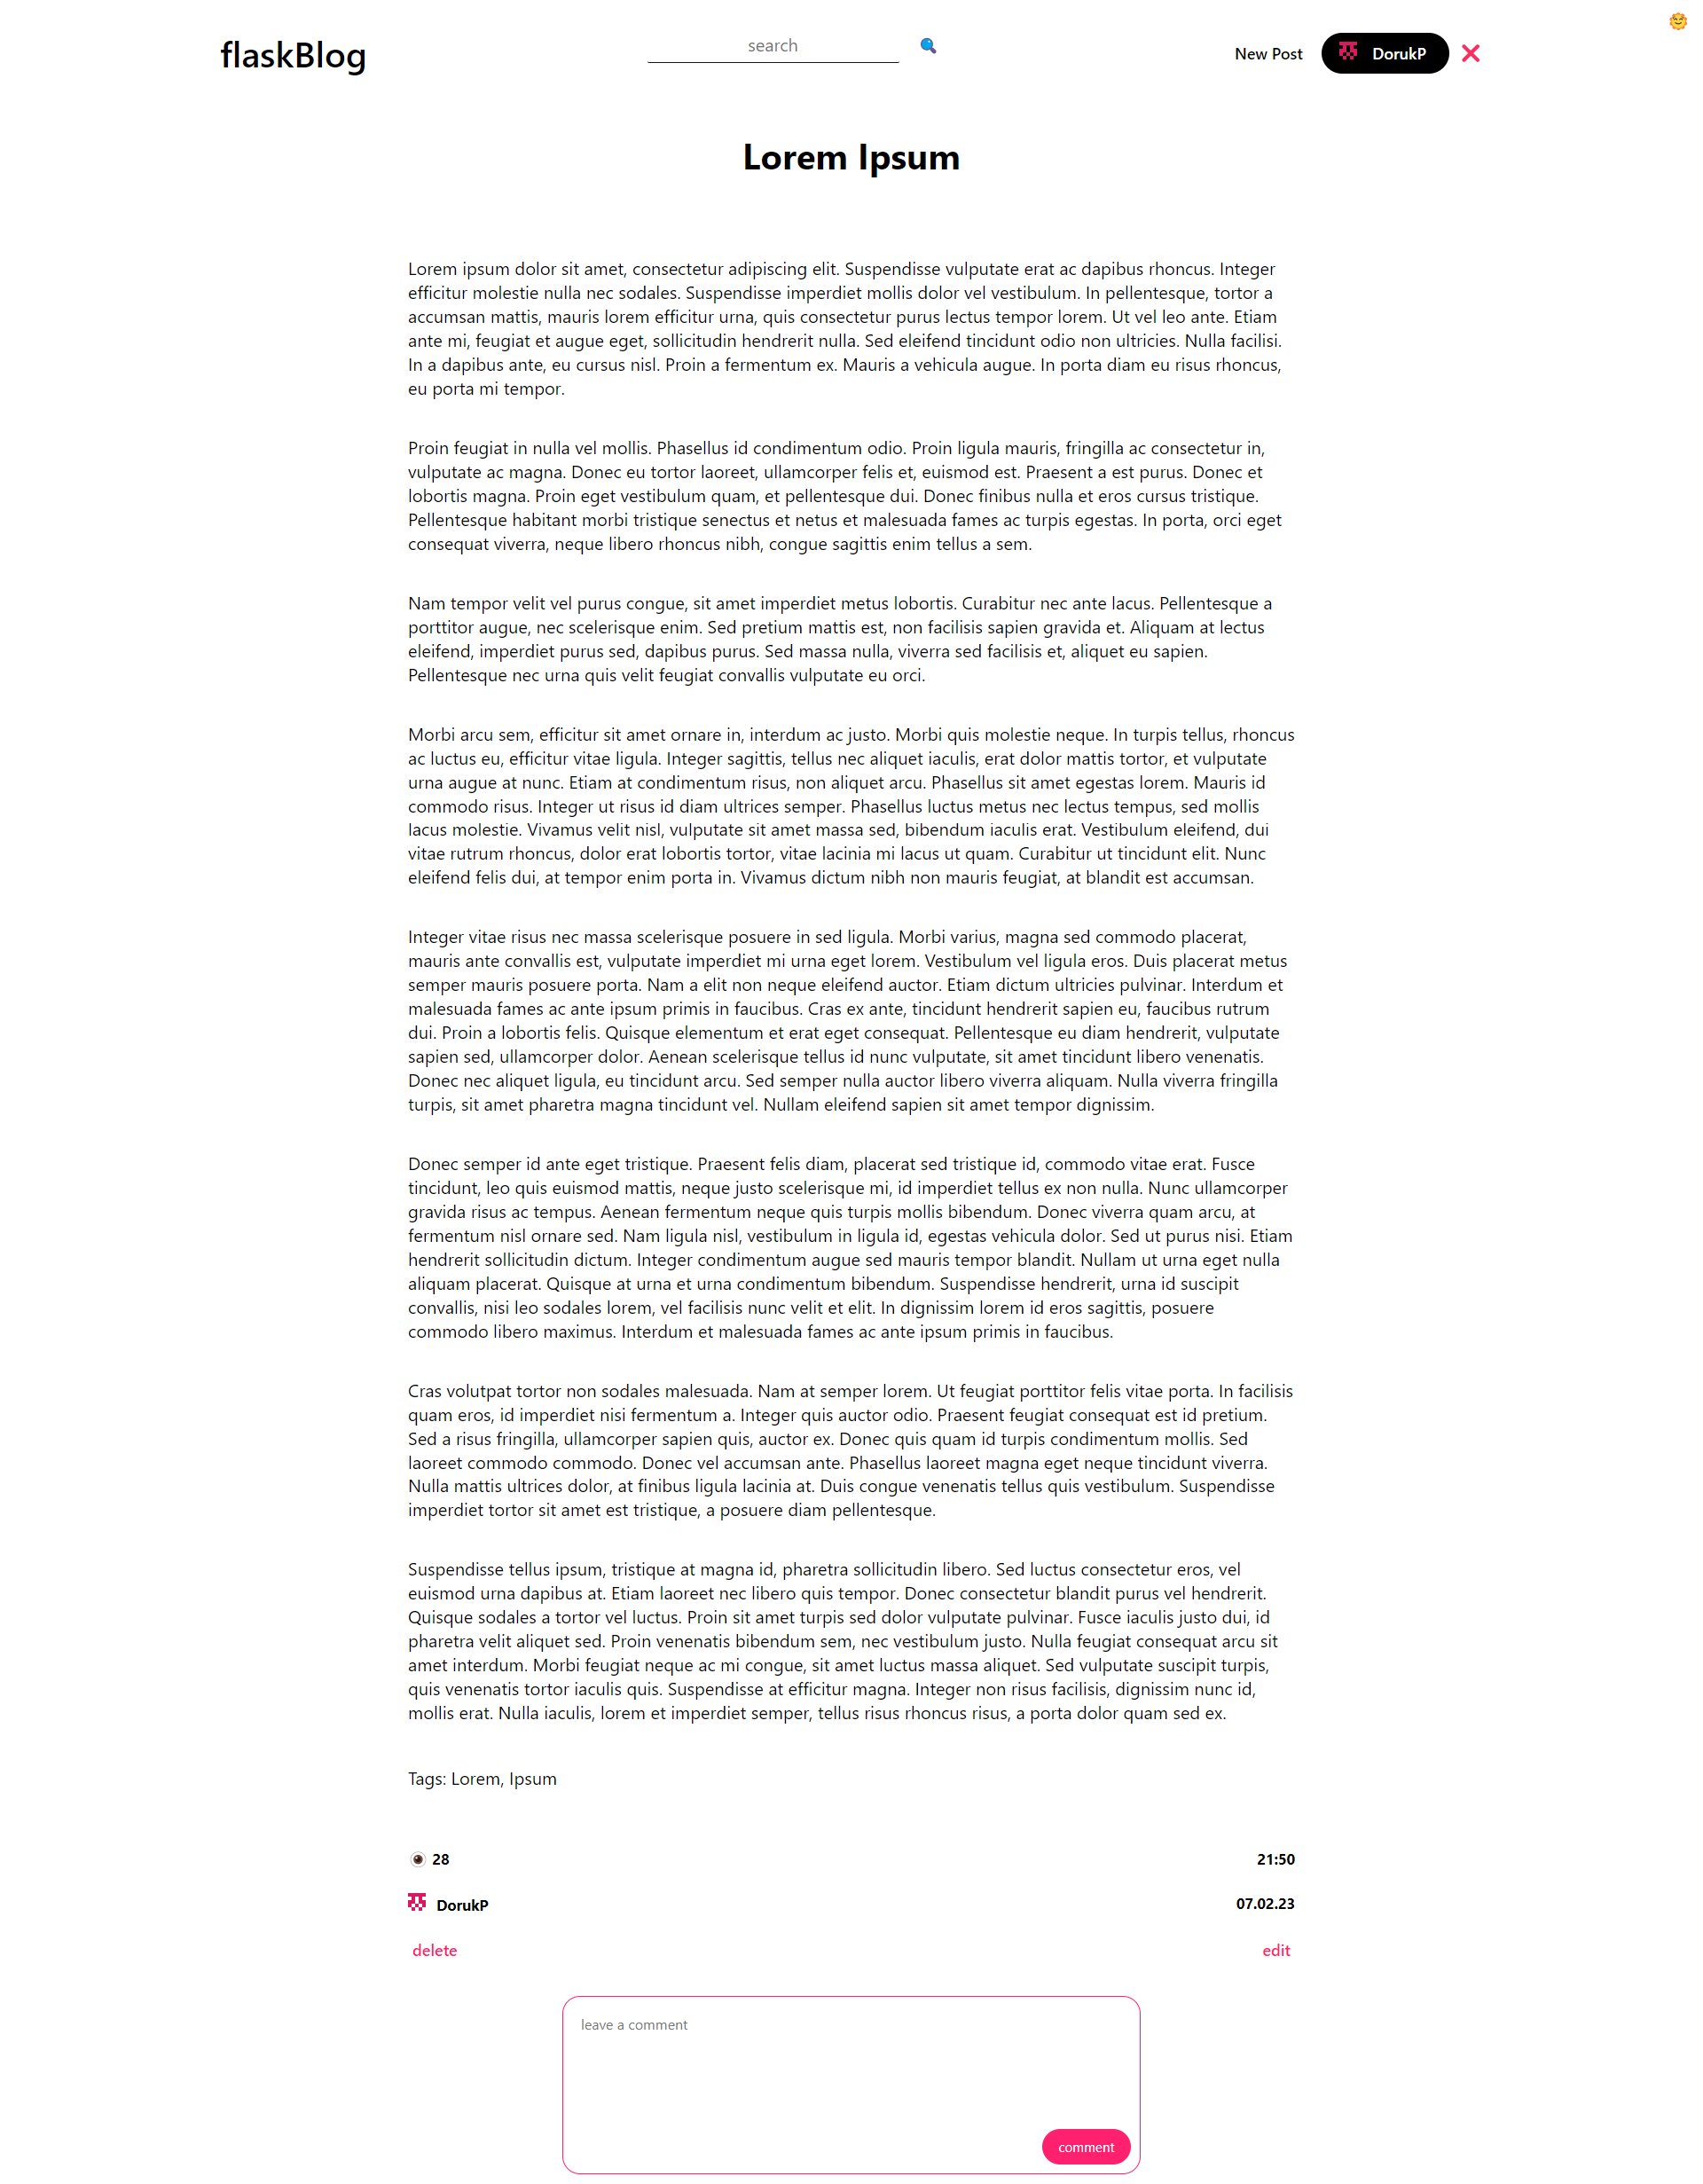 flaskBlog
search
New Post
DorukP
Lorem Ipsum
Lorem ipsum dolor sit amet, consectetur adipiscing elit. Suspendisse vulputate erat ac dapibus rhoncus. Integer
efficitur molestie nulla nec sodales. Suspendisse imperdiet mollis dolor vel vestibulum. In pellentesque, tortor a
accumsan mattis, mauris lorem efficitur urna, quis consectetur purus lectus tempor lorem. Ut vel leo ante. Etiam
ante mi, feugiat et augue eget, sollicitudin hendrerit nulla. Sed eleifend tincidunt odio non ultricies. Nulla facilisi.
In a dapibus ante, eu cursus nisl. Proin a fermentum ex. Mauris a vehicula augue. In porta diam eu risus rhoncus,
eu porta mi tempor.
Proin feugiat in nulla vel mollis. Phasellus id condimentum odio. Proin ligula mauris, fringilla ac consectetur in,
vulputate ac magna. Donec eu tortor laoreet, ullamcorper felis et, euismod est. Praesent a est purus. Donec et
lobortis magna. Proin eget vestibulum quam, et pellentesque dui. Donec finibus nulla et eros cursus tristique.
Pellentesque habitant morbi tristique senectus et netus et malesuada fames ac turpis egestas. In porta, orci eget
consequat viverra, neque libero rhoncus nibh, congue sagittis enim tellus a sem.
Nam tempor velit vel purus congue, sit amet imperdiet metus lobortis. Curabitur nec ante lacus. Pellentesque a
porttitor augue, nec scelerisque enim. Sed pretium mattis est, non facilisis sapien gravida et. Aliquam at lectus
eleifend, imperdiet purus sed, dapibus purus. Sed massa nulla, viverra sed facilisis et, aliquet eu sapien.
Pellentesque nec urna quis velit feugiat convallis vulputate eu orci.
Morbi arcu sem, efficitur sit amet ornare in, interdum ac justo. Morbi quis molestie neque. In turpis tellus, rhoncus
ac luctus eu, efficitur vitae ligula. Integer sagittis, tellus nec aliquet iaculis, erat dolor mattis tortor, et vulputate
urna augue at nunc. Etiam at condimentum risus, non aliquet arcu. Phasellus sit amet egestas lorem. Mauris id
commodo risus. Integer ut risus id diam ultrices semper. Phasellus luctus metus nec lectus tempus, sed mollis
lacus molestie. Vivamus velit nisl, vulputate sit amet massa sed, bibendum iaculis erat. Vestibulum eleifend, dui
vitae rutrum rhoncus, dolor erat lobortis tortor, vitae lacinia mi lacus ut quam. Curabitur ut tincidunt elit. Nunc
eleifend felis dui, at tempor enim porta in. Vivamus dictum nibh non mauris feugiat, at blandit est accumsan.
Integer vitae risus nec massa scelerisque posuere in sed ligula. Morbi varius, magna sed commodo placerat,
mauris ante convallis est, vulputate imperdiet mi urna eget lorem. Vestibulum vel ligula eros. Duis placerat metus
semper mauris posuere porta. Nam a elit non neque eleifend auctor. Etiam dictum ultricies pulvinar. Interdum et
malesuada fames ac ante ipsum primis in faucibus. Cras ex ante, tincidunt hendrerit sapien eu, faucibus rutrum
dui. Proin a lobortis felis. Quisque elementum et erat eget consequat. Pellentesque eu diam hendrerit, vulputate
sapien sed, ullamcorper dolor. Aenean scelerisque tellus id nunc vulputate, sit amet tincidunt libero venenatis.
Donec nec aliquet ligula, eu tincidunt arcu. Sed semper nulla auctor libero viverra aliquam. Nulla viverra fringilla
turpis, sit amet pharetra magna tincidunt vel. Nullam eleifend sapien sit amet tempor dignissim.
Donec semper id ante eget tristique. Praesent felis diam, placerat sed tristique id, commodo vitae erat. Fusce
tincidunt, leo quis euismod mattis, neque justo scelerisque mi, id imperdiet tellus ex non nulla. Nunc ullamcorper
gravida risus ac tempus. Aenean fermentum neque quis turpis mollis bibendum. Donec viverra quam arcu, at
fermentum nisl ornare sed. Nam ligula nisl, vestibulum in ligula id, egestas vehicula dolor. Sed ut purus nisi. Etiam
hendrerit sollicitudin dictum. Integer condimentum augue sed mauris tempor blandit. Nullam ut urna eget nulla
aliquam placerat. Quisque at urna et urna condimentum bibendum. Suspendisse hendrerit, urna id suscipit
convallis, nisi leo sodales lorem, vel facilisis nunc velit et elit. In dignissim lorem id eros sagittis, posuere
commodo libero maximus. Interdum et malesuada fames ac ante ipsum primis in faucibus.
Cras volutpat tortor non sodales malesuada. Nam at semper lorem. Ut feugiat porttitor felis vitae porta. In facilisis
quam eros, id imperdiet nisi fermentum a. Integer quis auctor odio. Praesent feugiat consequat est id pretium.
Sed a risus fringilla, ullamcorper sapien quis, auctor ex. Donec quis quam id turpis condimentum mollis. Sed
laoreet commodo commodo. Donec vel accumsan ante. Phasellus laoreet magna eget neque tincidunt viverra.
Nulla mattis ultrices dolor, at finibus ligula lacinia at. Duis congue venenatis tellus quis vestibulum. Suspendisse
imperdiet tortor sit amet est tristique, a posuere diam pellentesque.
Suspendisse tellus ipsum, tristique at magna id, pharetra sollicitudin libero. Sed luctus consectetur eros, vel
euismod urna dapibus at. Etiam laoreet nec libero quis tempor. Donec consectetur blandit purus vel hendrerit.
Quisque sodales a tortor vel luctus. Proin sit amet turpis sed dolor vulputate pulvinar. Fusce iaculis justo dui, id
pharetra velit aliquet sed. Proin venenatis bibendum sem, nec vestibulum justo. Nulla feugiat consequat arcu sit
amet interdum. Morbi feugiat neque ac mi congue, sit amet luctus massa aliquet. Sed vulputate suscipit turpis,
quis venenatis tortor iaculis quis. Suspendisse at efficitur magna. Integer non risus facilisis, dignissim nunc id,
mollis erat. Nulla iaculis, lorem et imperdiet semper, tellus risus rhoncus risus, a porta dolor quam sed ex.
Tags: Lorem, Ipsum
28
21:50
DorukP
07.02.23
delete
edit
leave a comment
comment